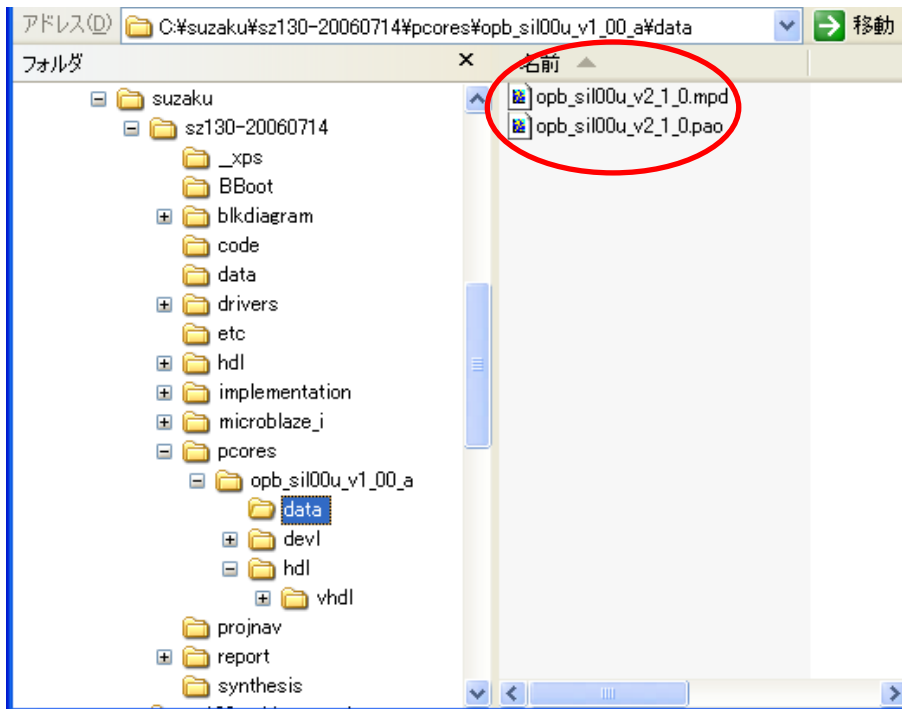 アドレス(D) C:¥suzaku¥sz130-20060714¥pcores¥opb_sil00u_v1_00_a¥data 移動
フォルダ × 名前
suzaku
sz130-20060714
_xps
BBoot
blkdiagram
code
data
drivers
etc
hdl
implementation
microblaze_i
pcores
opb_sil00u_v1_00_a
data
devl
hdl
vhdl
projnav
report
synthesis
opb_sil00u_v2_1_0.mpd
opb_sil00u_v2_1_0.pao